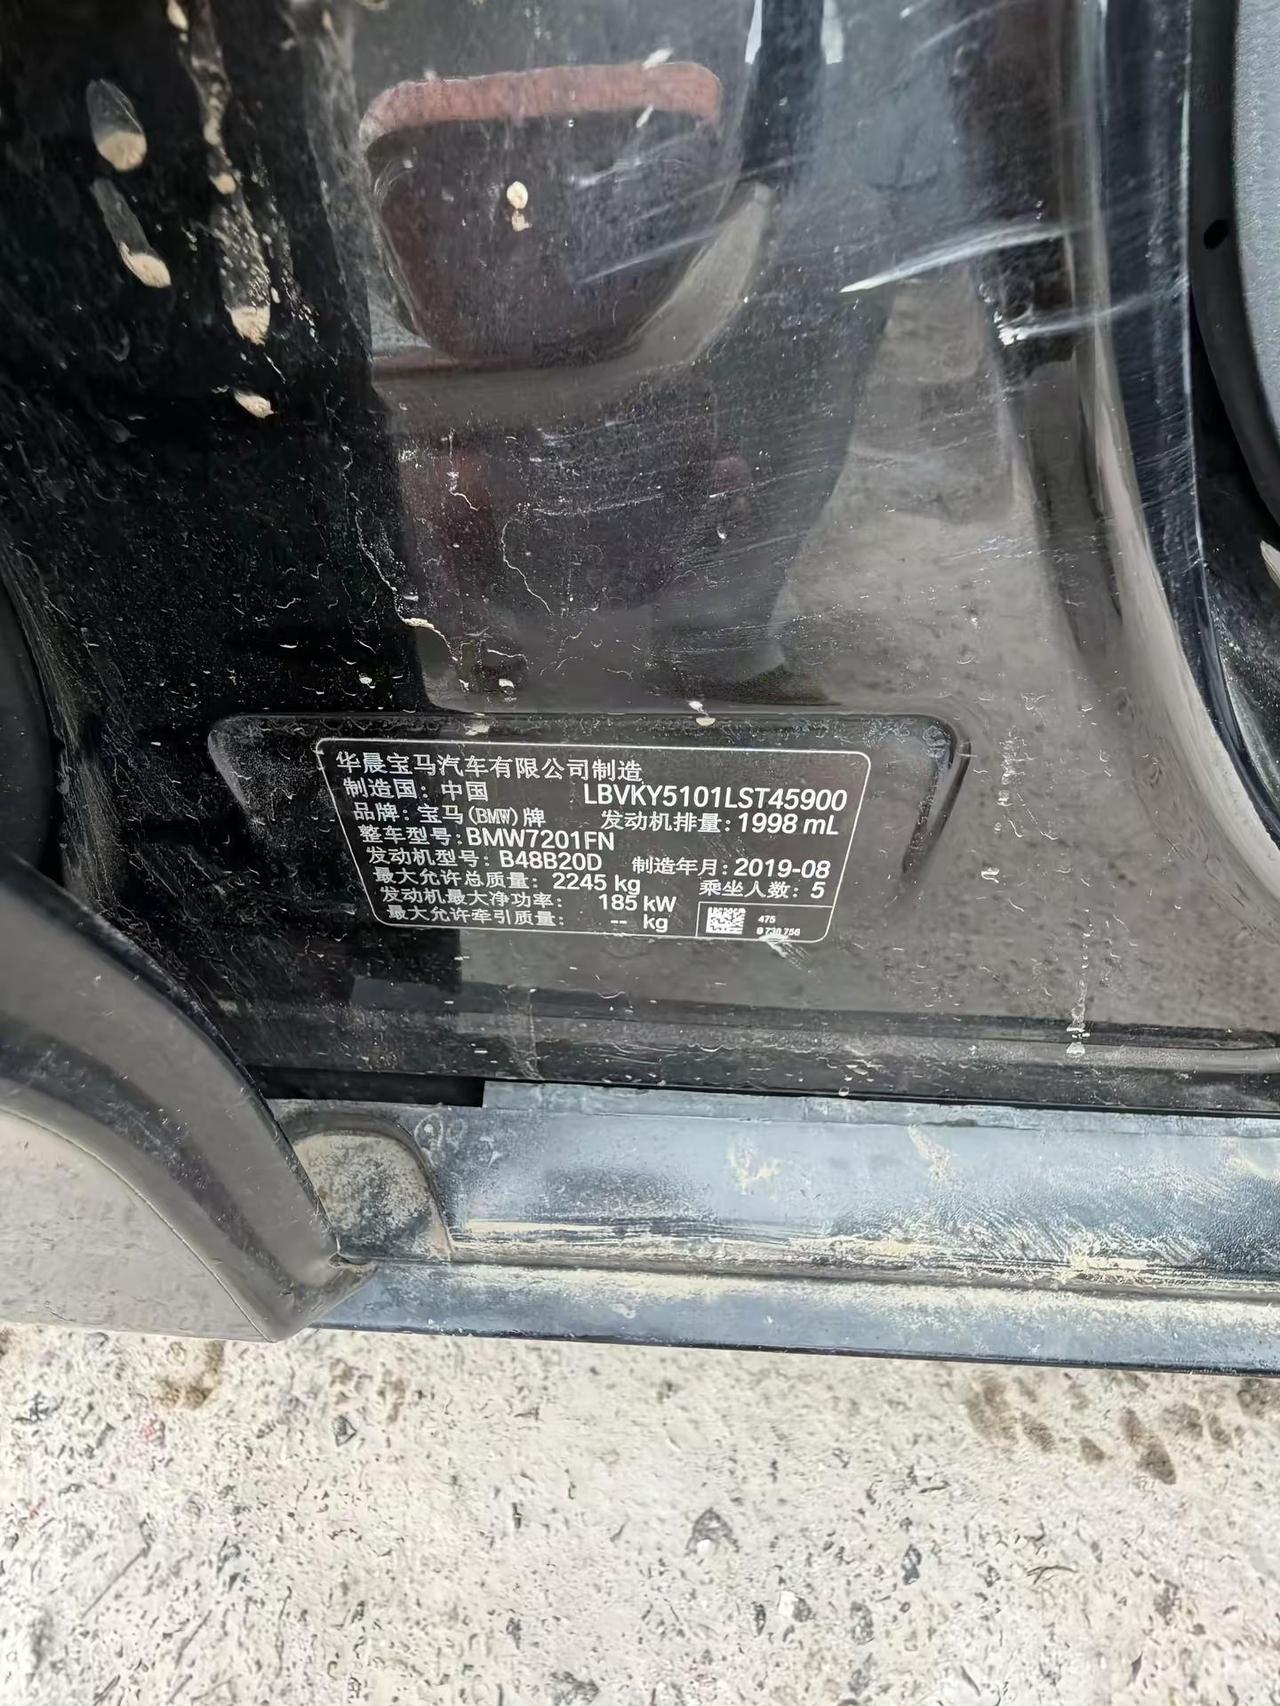 华晨宝马汽车有限公司制造
制造国: 中国 LBVKY5101LST45900
品牌: 宝马(BMW)牌 发动机排量: 1998 mL
整车型号: BMW7201FN
发动机型号: B48B20D 制造年月: 2019-08
最大允许总质量: 2245 kg 乘坐人数: 5
发动机最大净功率: 185 kW
最大允许牵引质量: -- kg
475
9 730 756